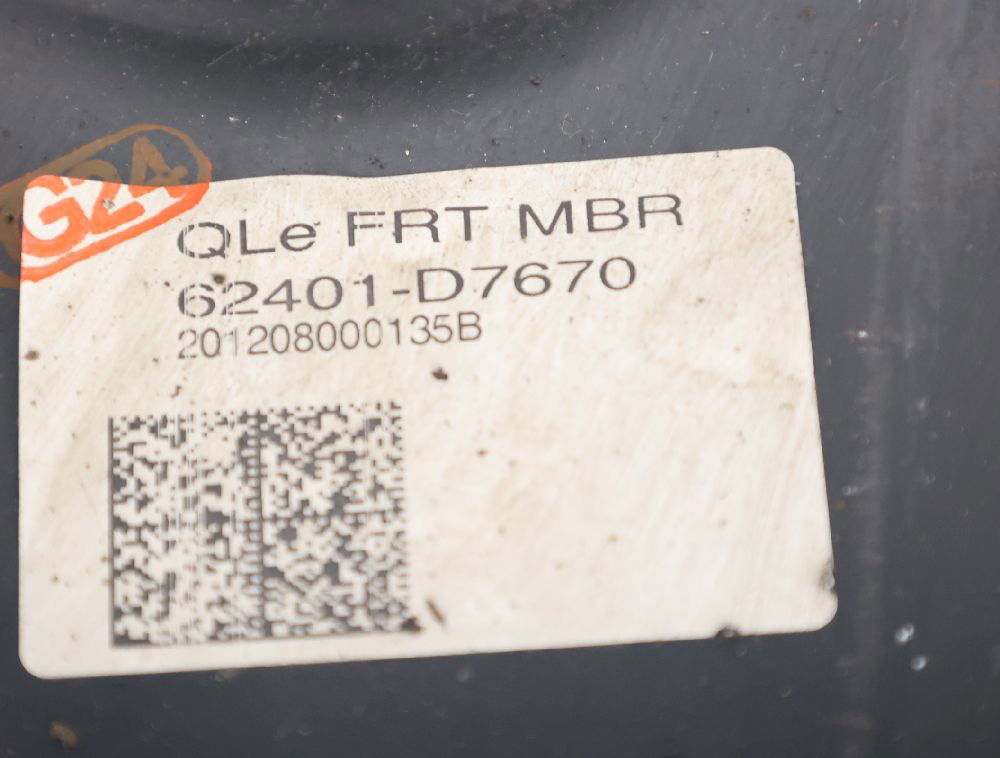 G24
QLe FRT MBR
62401-D7670
201208000135B